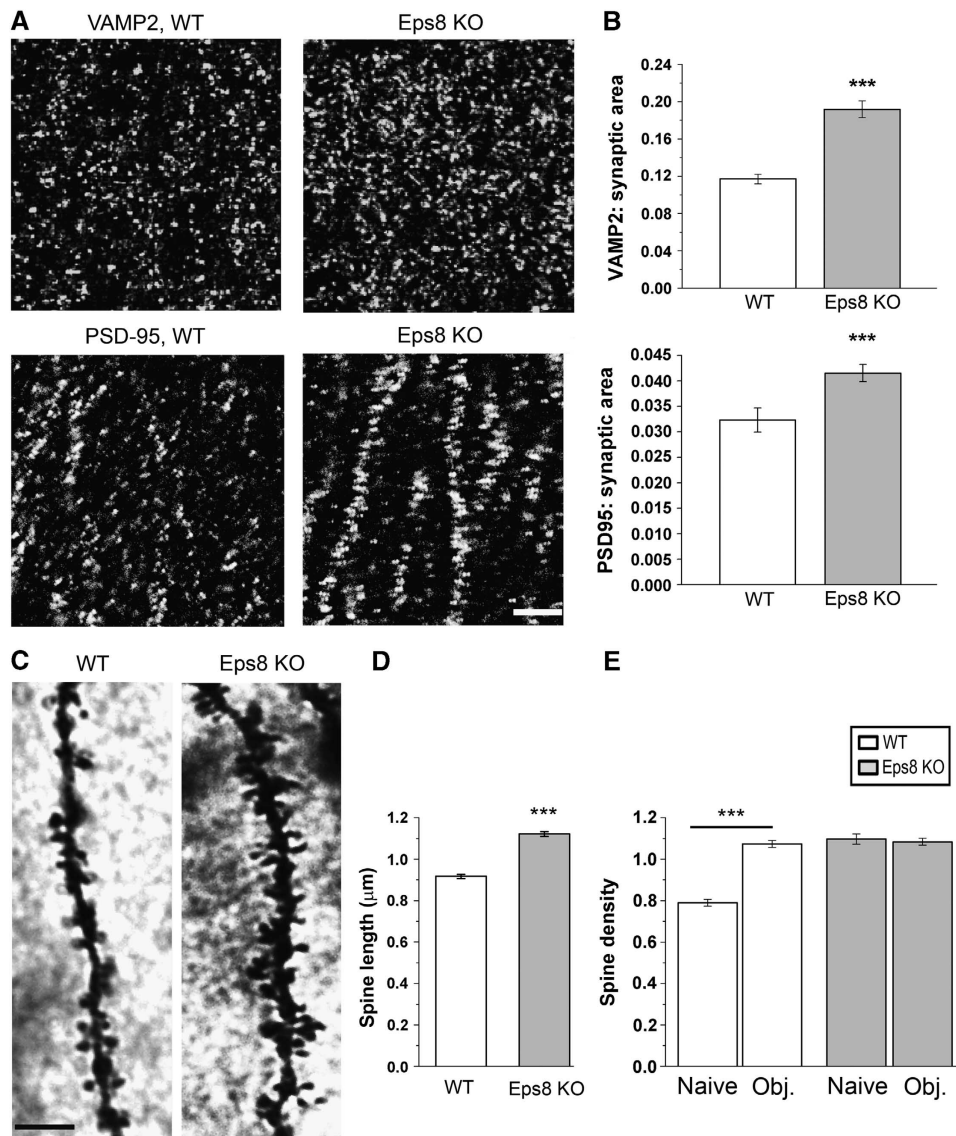 A
VAMP2, WT
Eps8 KO
PSD-95, WT
Eps8 KO
B
VAMP2: synaptic area
0.24
0.20
0.16
0.12
0.08
0.04
0.00
***
WT
Eps8 KO
PSD95: synaptic area
0.045
0.040
0.035
0.030
0.025
0.020
0.015
0.010
0.005
0.000
***
WT
Eps8 KO
C
WT
Eps8 KO
D
Spine length (μm)
1.2
1.0
0.8
0.6
0.4
0.2
0.0
***
WT
Eps8 KO
E
WT
Eps8 KO
Spine density
1.2
1.0
0.8
0.6
0.4
0.2
0.0
***
Naive
Obj.
Naive
Obj.